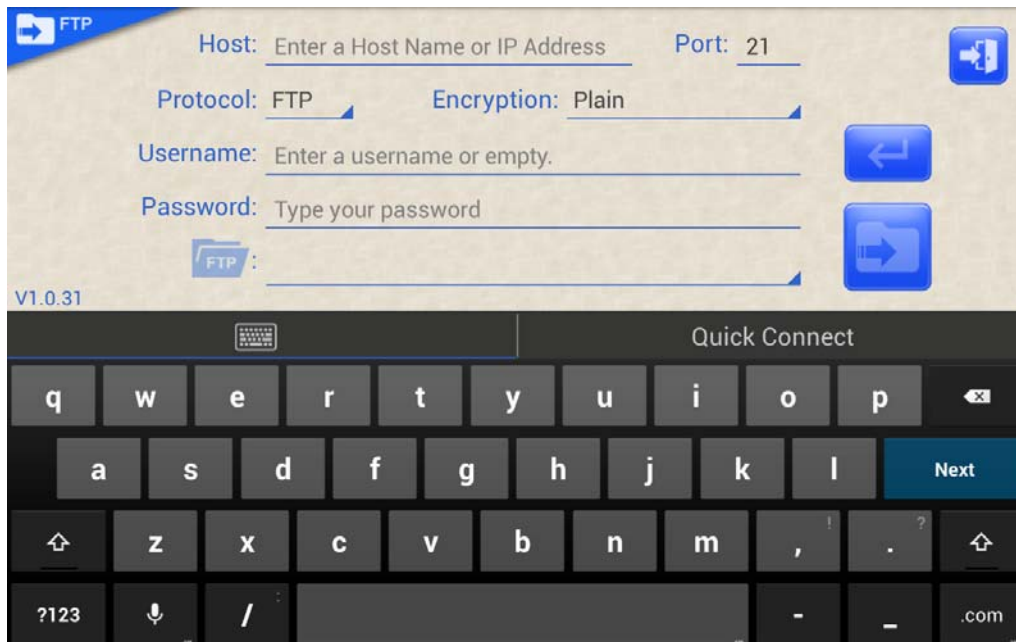 FTP
Host: Enter a Host Name or IP Address Port: 21
Protocol: FTP Encryption: Plain
Username: Enter a username or empty.
Password: Type your password
FTP :
V1.0.31
Quick Connect
q w e r t y u i o p
a s d f g h j k l Next
z x c v b n m , ! . ?
?123 / : - _ .com